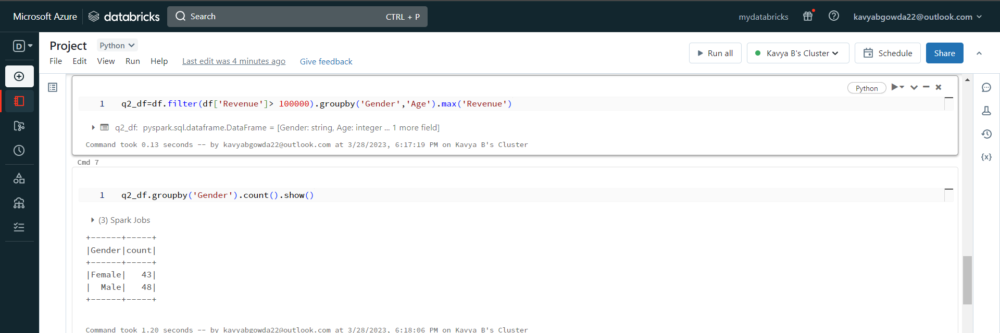 Microsoft Azure databricks Search CTRL + P mydatabricks kavyabgowda22@outlook.com
D
Project Python
File Edit View Run Help Last edit was 4 minutes ago Give feedback
Run all Kavya B's Cluster Schedule Share
Python
1 q2_df=df.filter(df['Revenue']> 100000).groupby('Gender','Age').max('Revenue')
q2_df: pyspark.sql.dataframe.DataFrame = [Gender: string, Age: integer ... 1 more field]
Command took 0.13 seconds -- by kavyabgowda22@outlook.com at 3/28/2023, 6:17:19 PM on Kavya B's Cluster
Cmd 7
1 q2_df.groupby('Gender').count().show()
(3) Spark Jobs
+------+-----+
|Gender|count|
+------+-----+
|Female|   43|
|  Male|   48|
+------+-----+
Command took 1.20 seconds -- by kavyabgowda22@outlook.com at 3/28/2023, 6:18:06 PM on Kavya B's Cluster
{x}